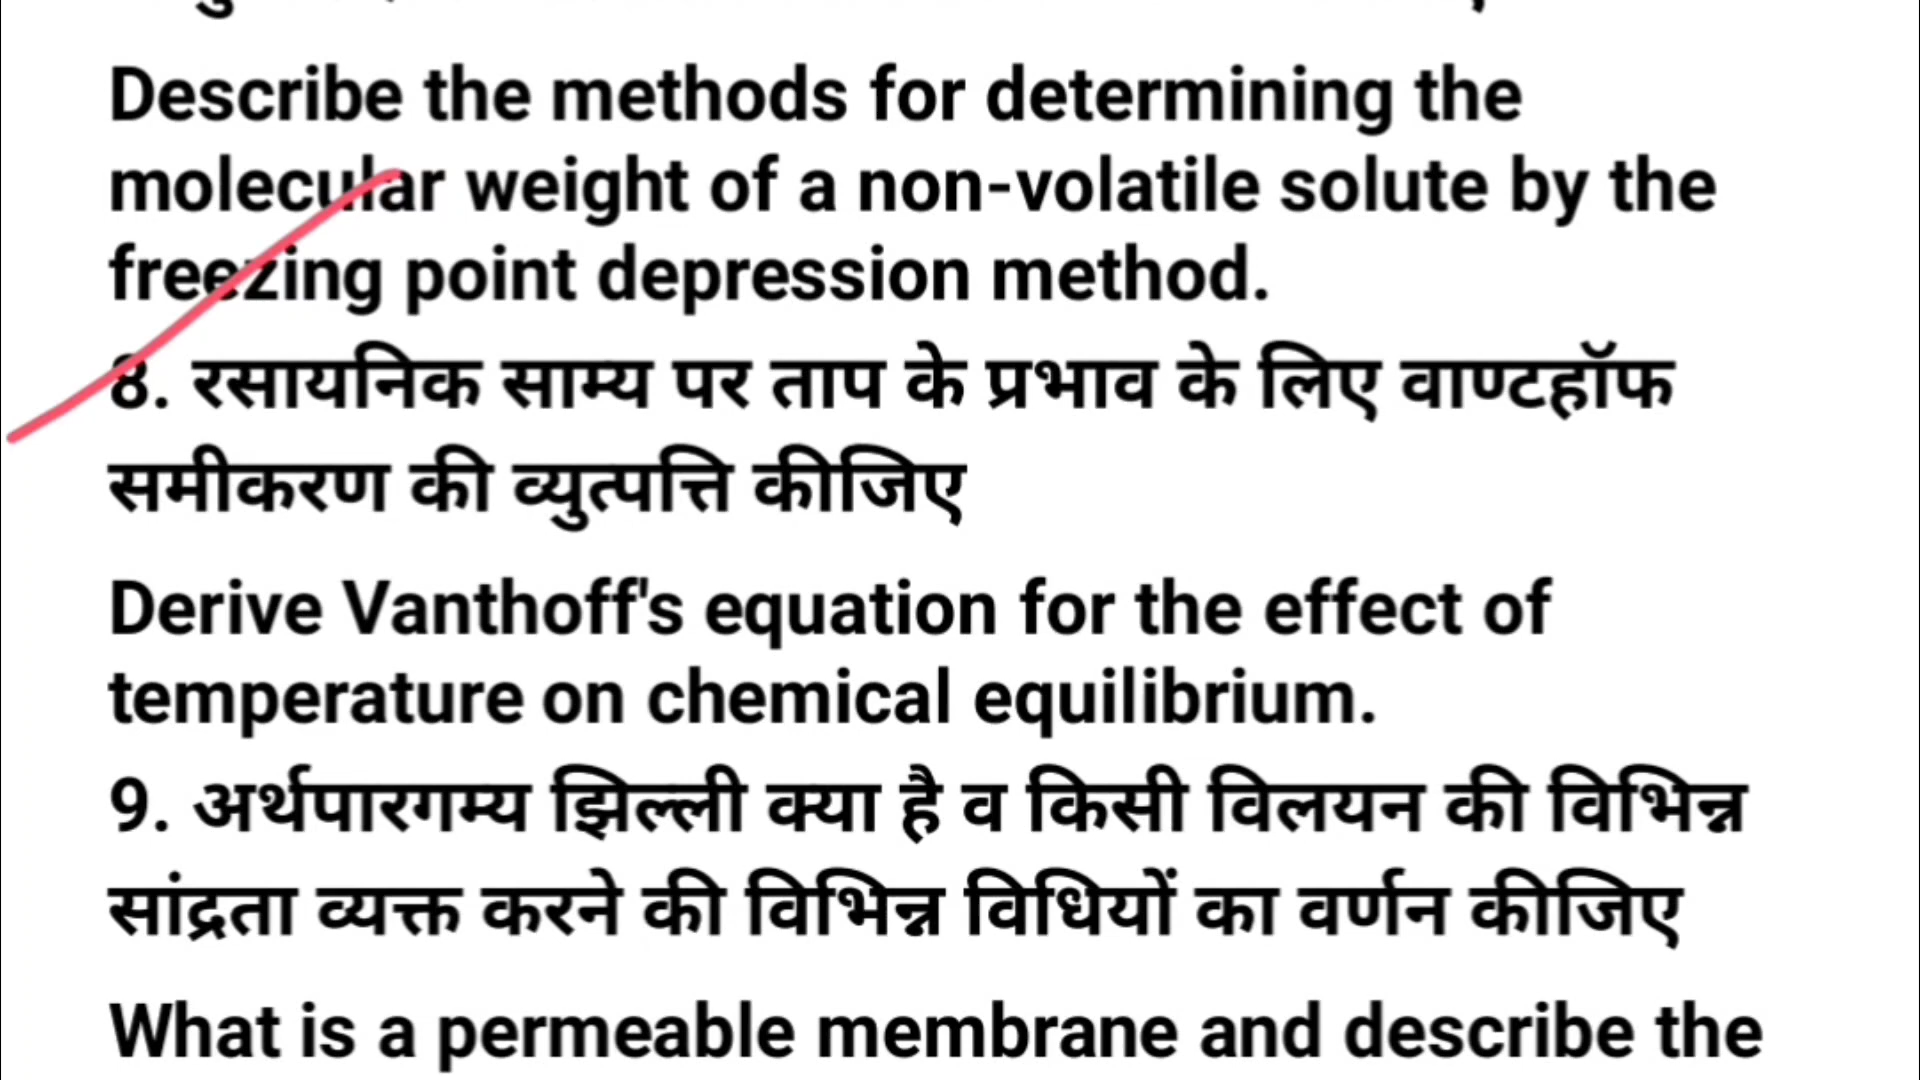 Describe the methods for determining the
molecular weight of a non-volatile solute by the
freezing point depression method.
8. रसायनिक साम्य पर ताप के प्रभाव के लिए वाण्टहॉफ
समीकरण की व्युत्पत्ति कीजिए
Derive Vanthoff's equation for the effect of
temperature on chemical equilibrium.
9. अर्थपारगम्य झिल्ली क्या है व किसी विलयन की विभिन्न
सांद्रता व्यक्त करने की विभिन्न विधियों का वर्णन कीजिए
What is a permeable membrane and describe the